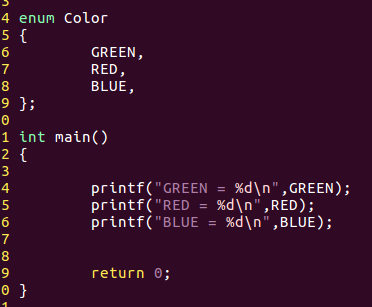 3
4 enum Color
5 {
6         GREEN,
7         RED,
8         BLUE,
9 };
0
1 int main()
2 {
3
4         printf("GREEN = %d\n",GREEN);
5         printf("RED = %d\n",RED);
6         printf("BLUE = %d\n",BLUE);
7
8
9         return 0;
0 }